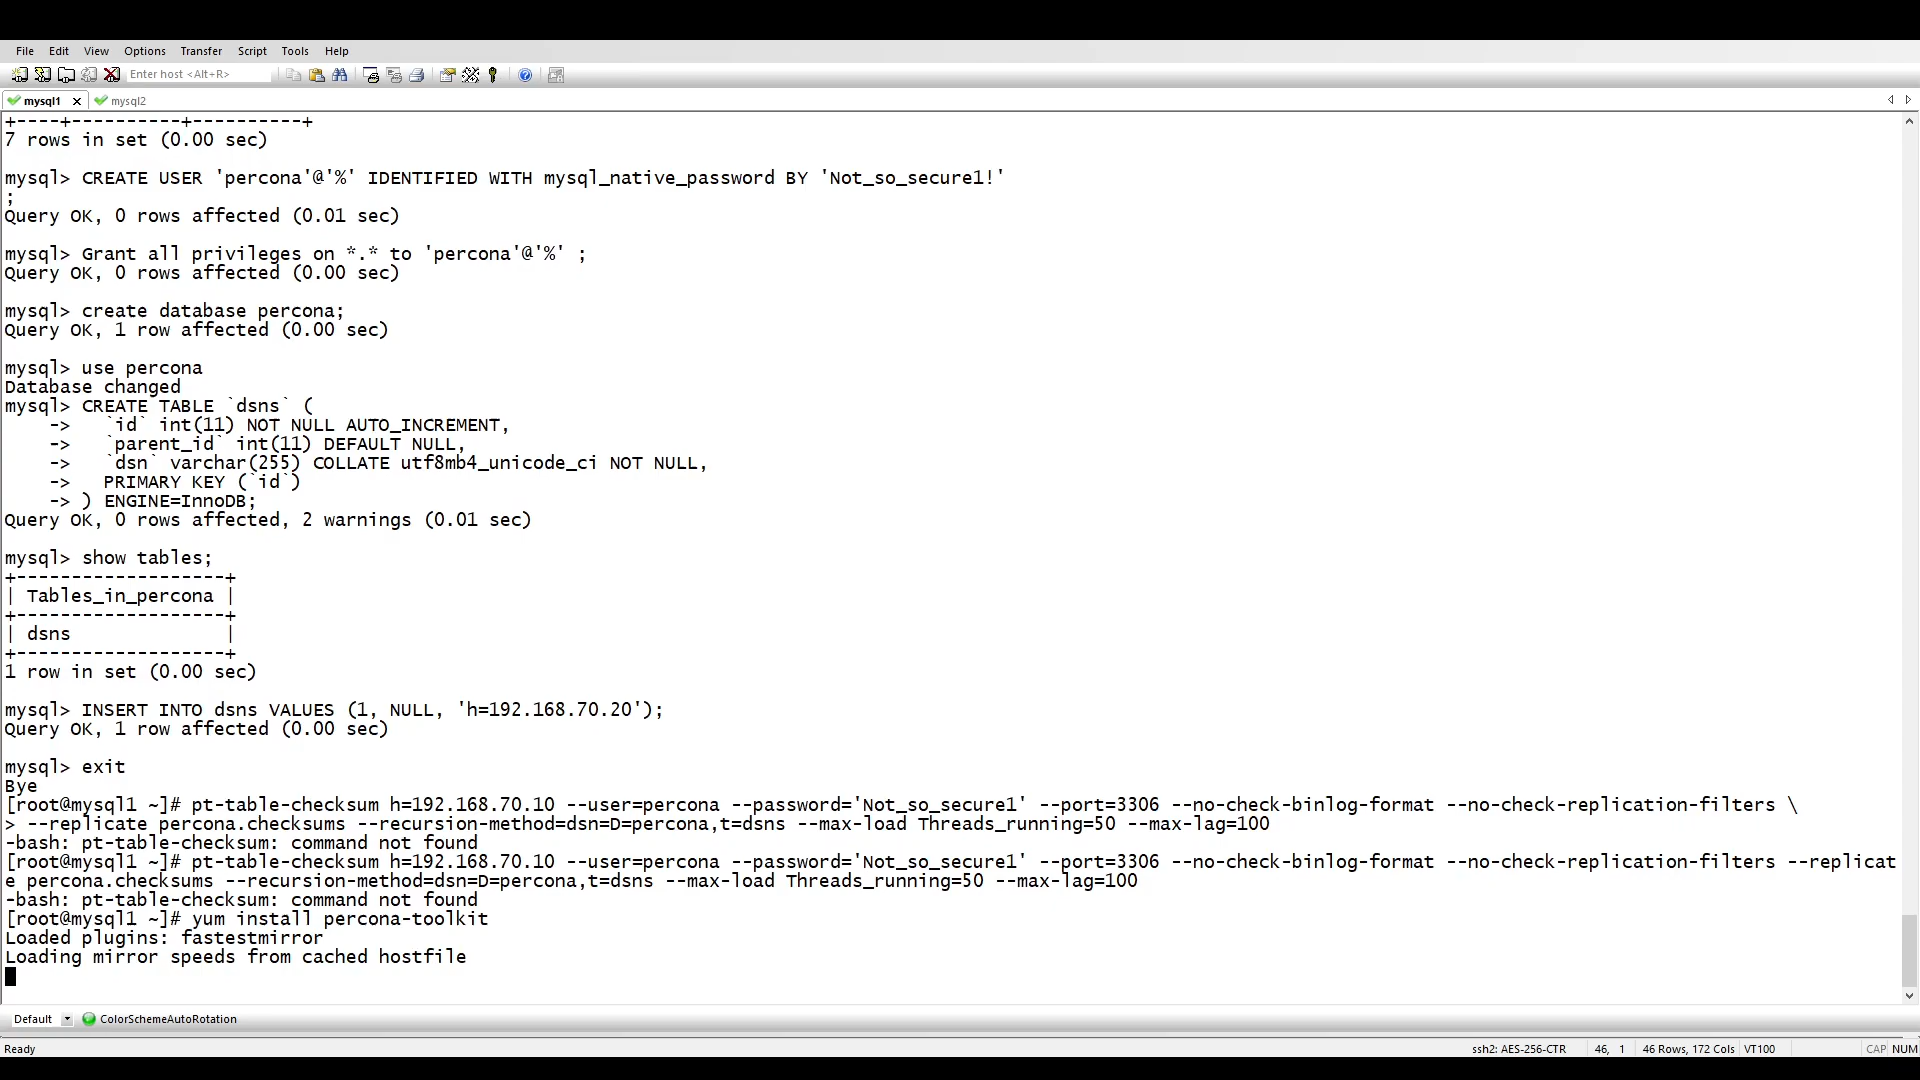 File Edit View Options Transfer Script Tools Help
Enter host <Alt+R>
mysql1 mysql2
+----+----------+----------+
7 rows in set (0.00 sec)
mysql> CREATE USER 'percona'@'%' IDENTIFIED WITH mysql_native_password BY 'Not_so_secure1!'
;
Query OK, 0 rows affected (0.01 sec)
mysql> Grant all privileges on *.* to 'percona'@'%' ;
Query OK, 0 rows affected (0.00 sec)
mysql> create database percona;
Query OK, 1 row affected (0.00 sec)
mysql> use percona
Database changed
mysql> CREATE TABLE `dsns` (
    ->   `id` int(11) NOT NULL AUTO_INCREMENT,
    ->   `parent_id` int(11) DEFAULT NULL,
    ->   `dsn` varchar(255) COLLATE utf8mb4_unicode_ci NOT NULL,
    ->   PRIMARY KEY (`id`)
    -> ) ENGINE=InnoDB;
Query OK, 0 rows affected, 2 warnings (0.01 sec)
mysql> show tables;
+-------------------+
| Tables_in_percona |
+-------------------+
| dsns              |
+-------------------+
1 row in set (0.00 sec)
mysql> INSERT INTO dsns VALUES (1, NULL, 'h=192.168.70.20');
Query OK, 1 row affected (0.00 sec)
mysql> exit
Bye
[root@mysql1 ~]# pt-table-checksum h=192.168.70.10 --user=percona --password='Not_so_secure1' --port=3306 --no-check-binlog-format --no-check-replication-filters \
> --replicate percona.checksums --recursion-method=dsn=D=percona,t=dsns --max-load Threads_running=50 --max-lag=100
-bash: pt-table-checksum: command not found
[root@mysql1 ~]# pt-table-checksum h=192.168.70.10 --user=percona --password='Not_so_secure1' --port=3306 --no-check-binlog-format --no-check-replication-filters --replicat
e percona.checksums --recursion-method=dsn=D=percona,t=dsns --max-load Threads_running=50 --max-lag=100
-bash: pt-table-checksum: command not found
[root@mysql1 ~]# yum install percona-toolkit
Loaded plugins: fastestmirror
Loading mirror speeds from cached hostfile
Default ColorSchemeAutoRotation
Ready ssh2: AES-256-CTR 46, 1 46 Rows, 172 Cols VT100 CAP NUM